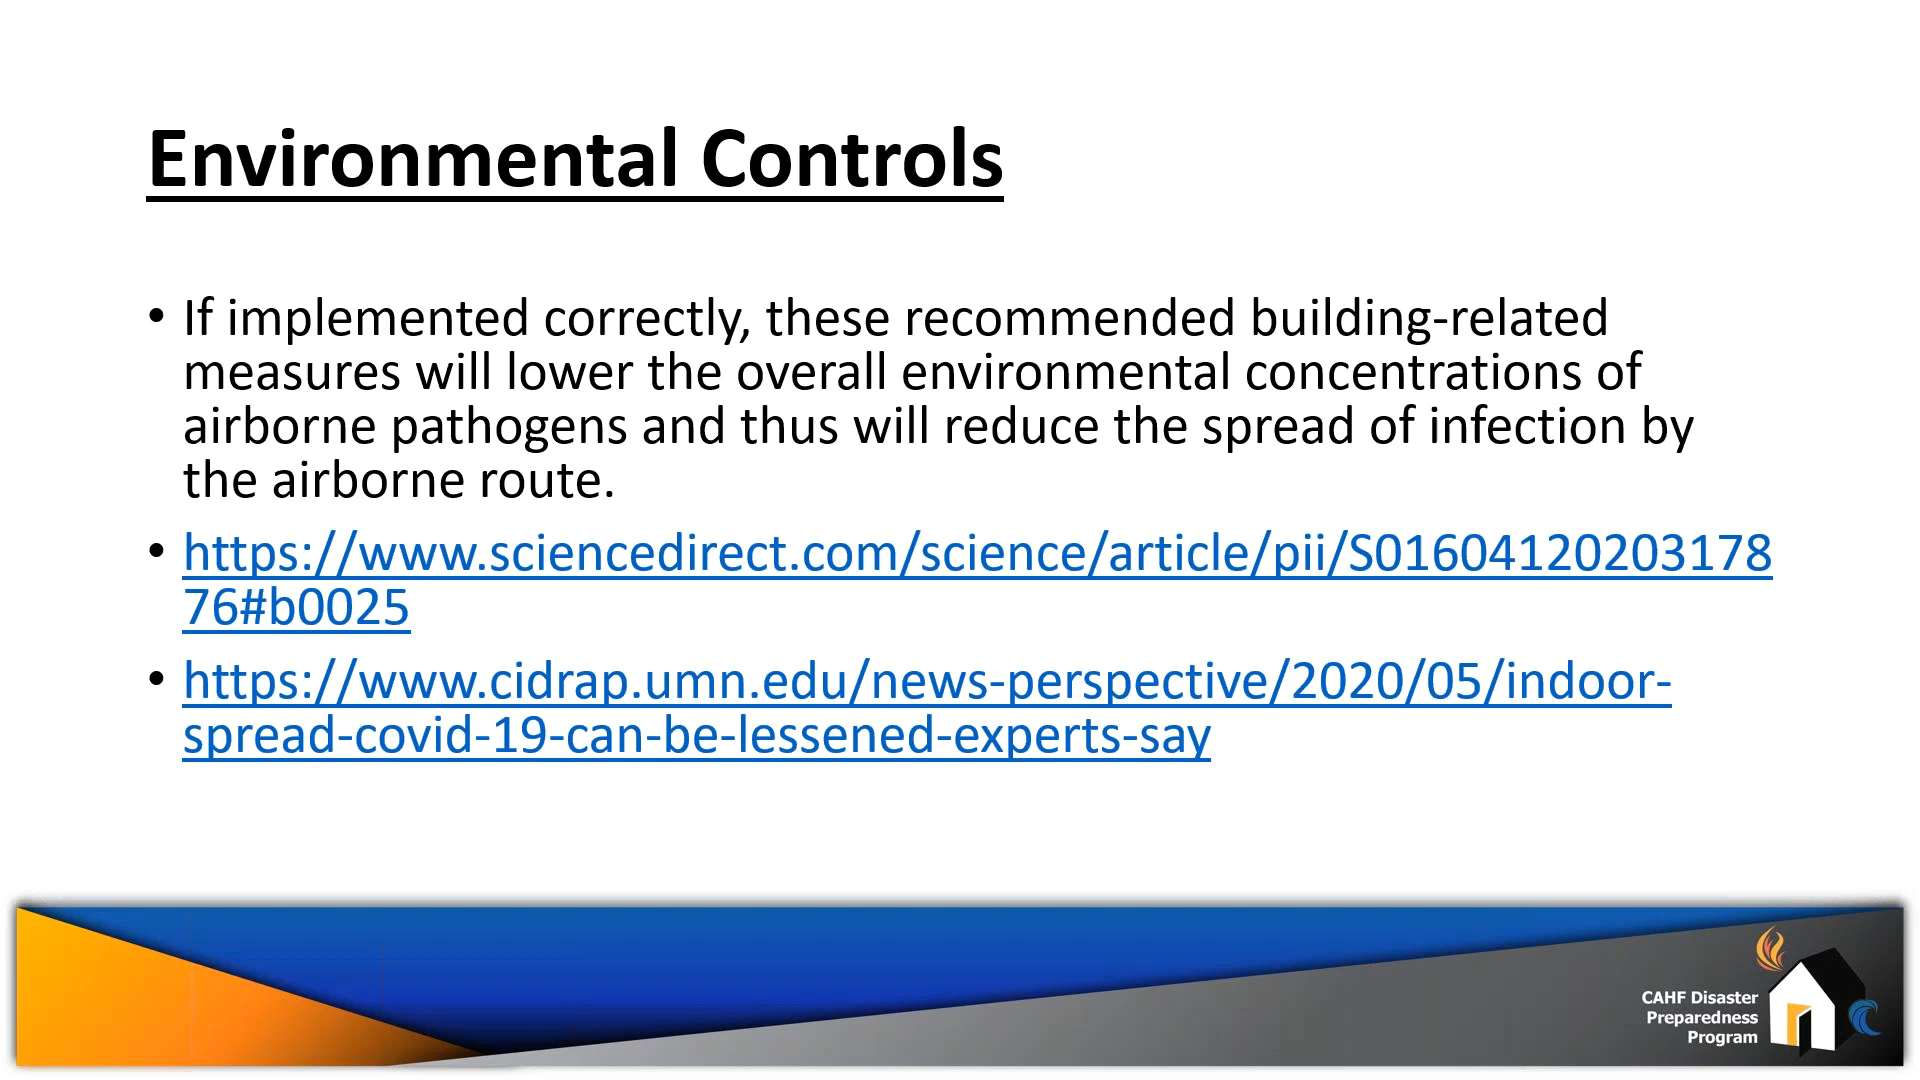 Environmental Controls
• If implemented correctly, these recommended building-related
measures will lower the overall environmental concentrations of
airborne pathogens and thus will reduce the spread of infection by
the airborne route.
• https://www.sciencedirect.com/science/article/pii/S01604120203178
76#b0025
• https://www.cidrap.umn.edu/news-perspective/2020/05/indoor-
spread-covid-19-can-be-lessened-experts-say
CAHF Disaster
Preparedness
Program